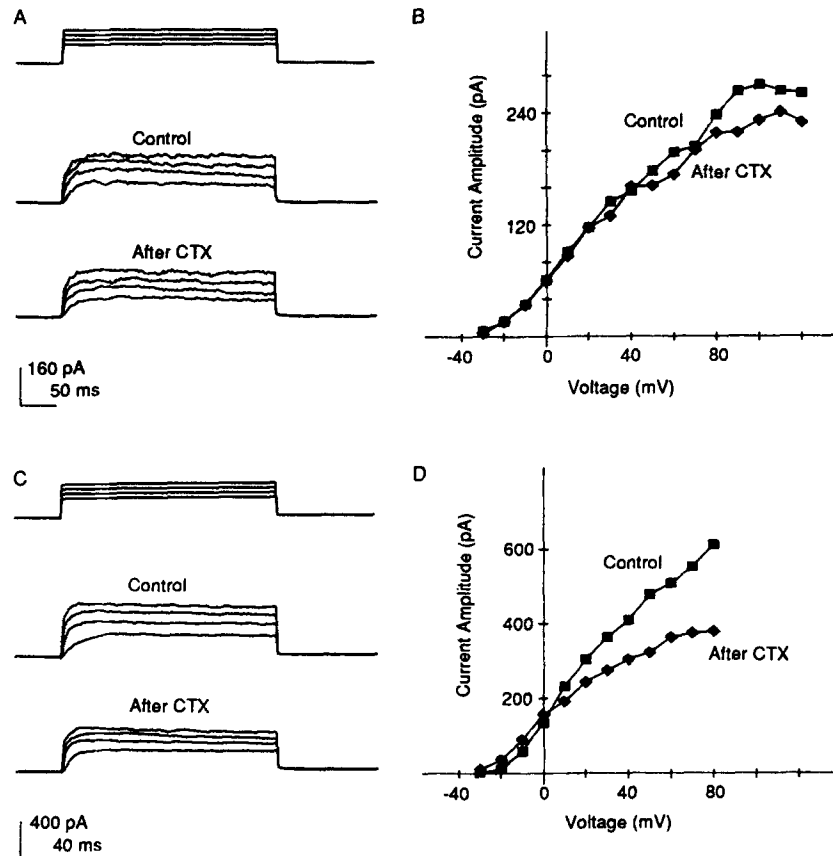 A
Control
After CTX
160 pA
50 ms
B
Current Amplitude (pA)
240
120
Control
After CTX
-40
0
40
80
Voltage (mV)
C
Control
After CTX
400 pA
40 ms
D
Current Amplitude (pA)
600
400
200
Control
After CTX
-40
0
40
80
Voltage (mV)